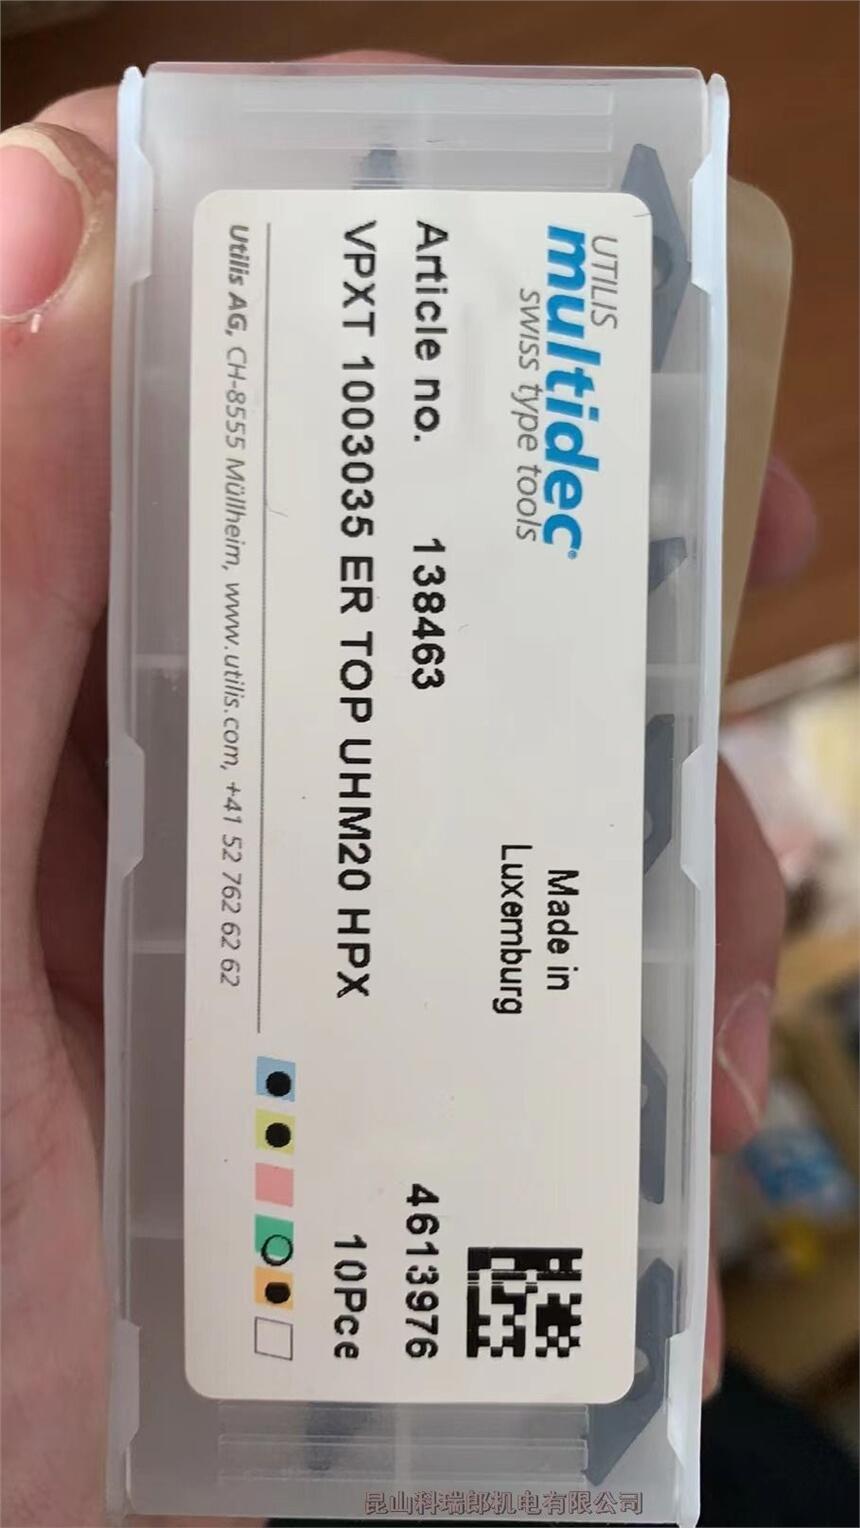 UTILIS
multidec®
swiss type tools
Made in
Luxemburg
Article no. 138463 4613976
VPXT 1003035 ER TOP UHM20 HPX 10Pce
Utilis AG, CH-8555 Müllheim, www.utilis.com, +41 52 762 62 62
昆山科瑞郎机电有限公司